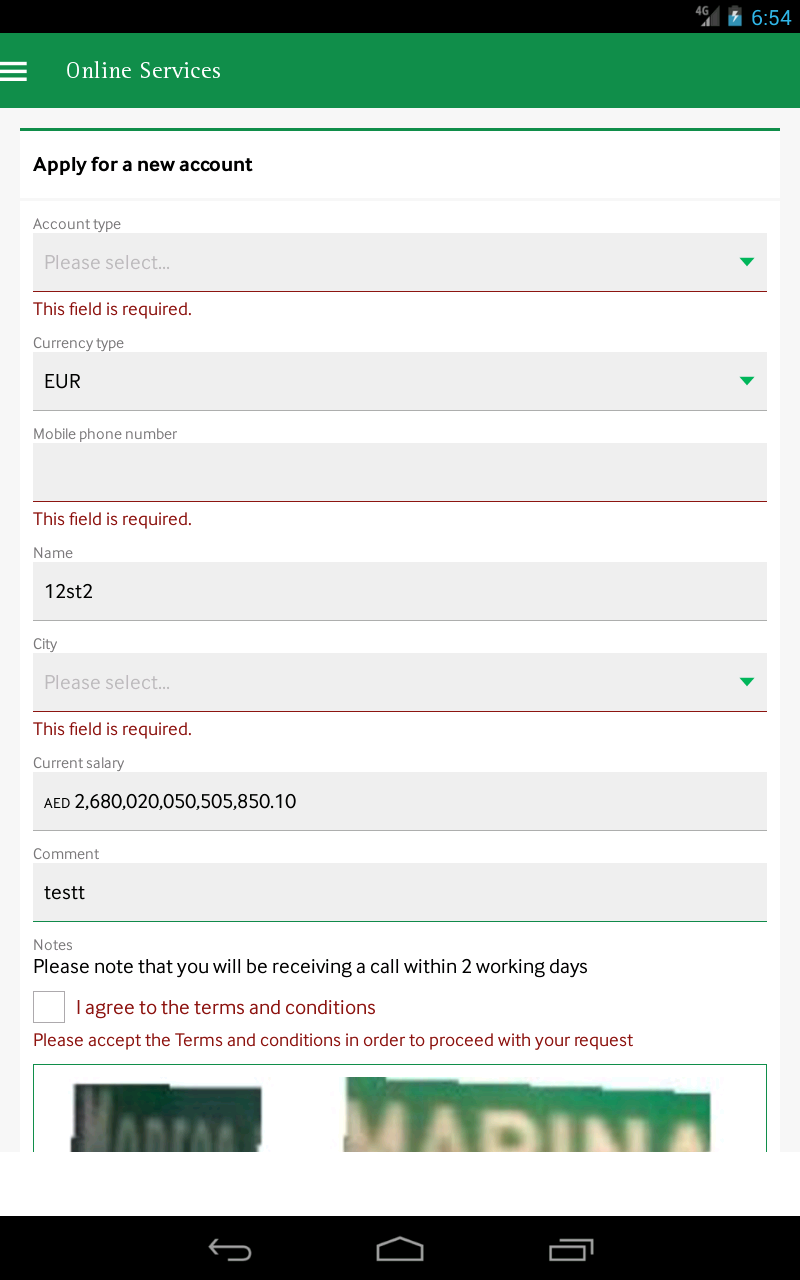 4G 6:54
Online Services
Apply for a new account
Account type
Please select...
This field is required.
Currency type
EUR
Mobile phone number
This field is required.
Name
12st2
City
Please select...
This field is required.
Current salary
AED 2,680,020,050,505,850.10
Comment
testt
Notes
Please note that you will be receiving a call within 2 working days
I agree to the terms and conditions
Please accept the Terms and conditions in order to proceed with your request
MARINA